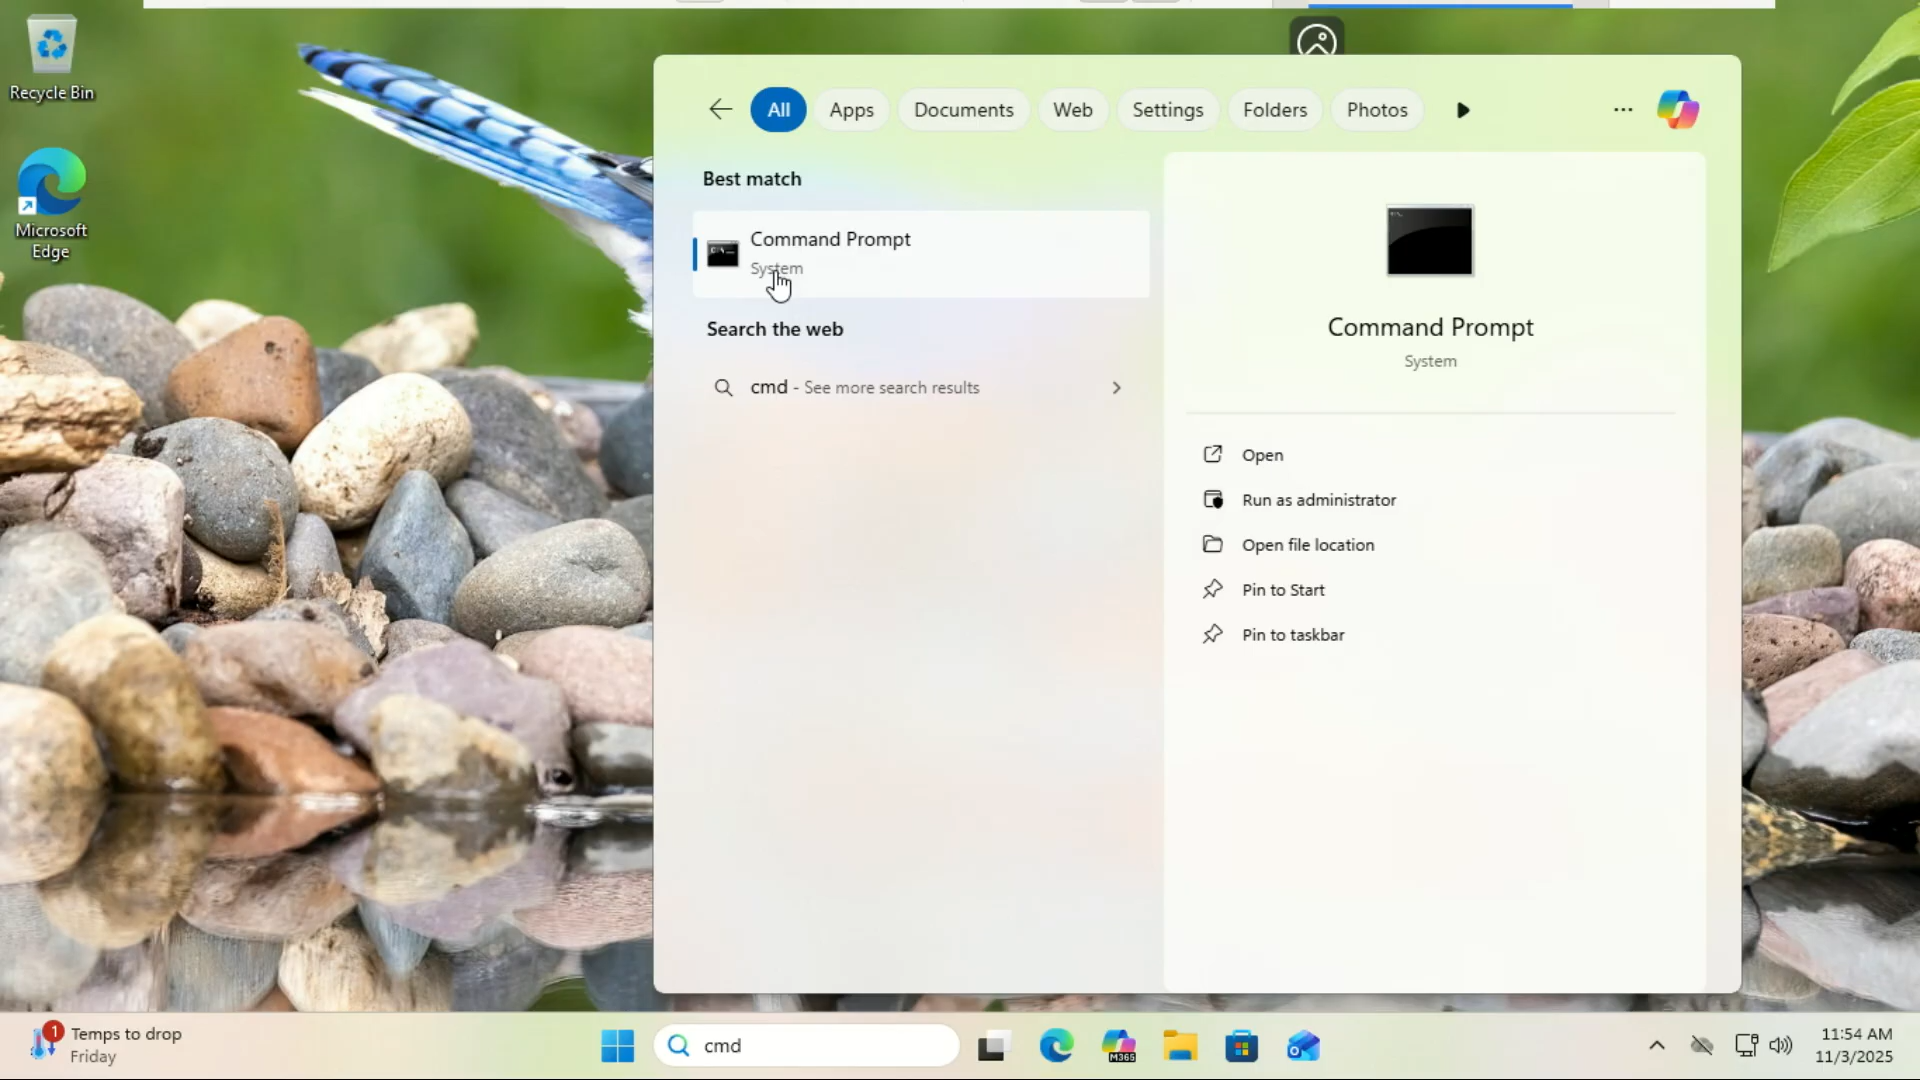 Recycle Bin
Microsoft
Edge
All
Apps
Documents
Web
Settings
Folders
Photos
Best match
Command Prompt
System
Search the web
cmd - See more search results
Command Prompt
System
Open
Run as administrator
Open file location
Pin to Start
Pin to taskbar
1
Temps to drop
Friday
cmd
M365
11:54 AM
11/3/2025